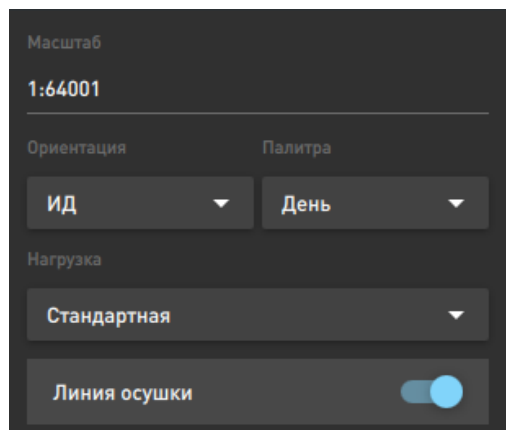 Масштаб
1:64001
Ориентация Палитра
ИД День
Нагрузка
Стандартная
Линия осушки